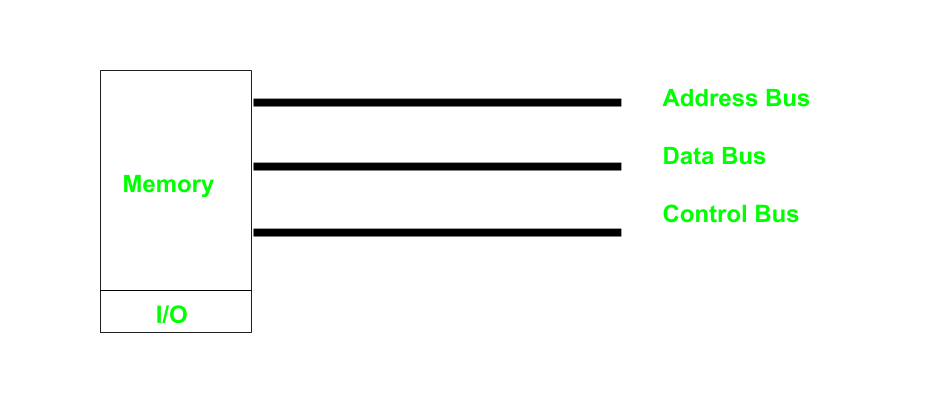 Address Bus
Data Bus
Memory
Control Bus
I/O